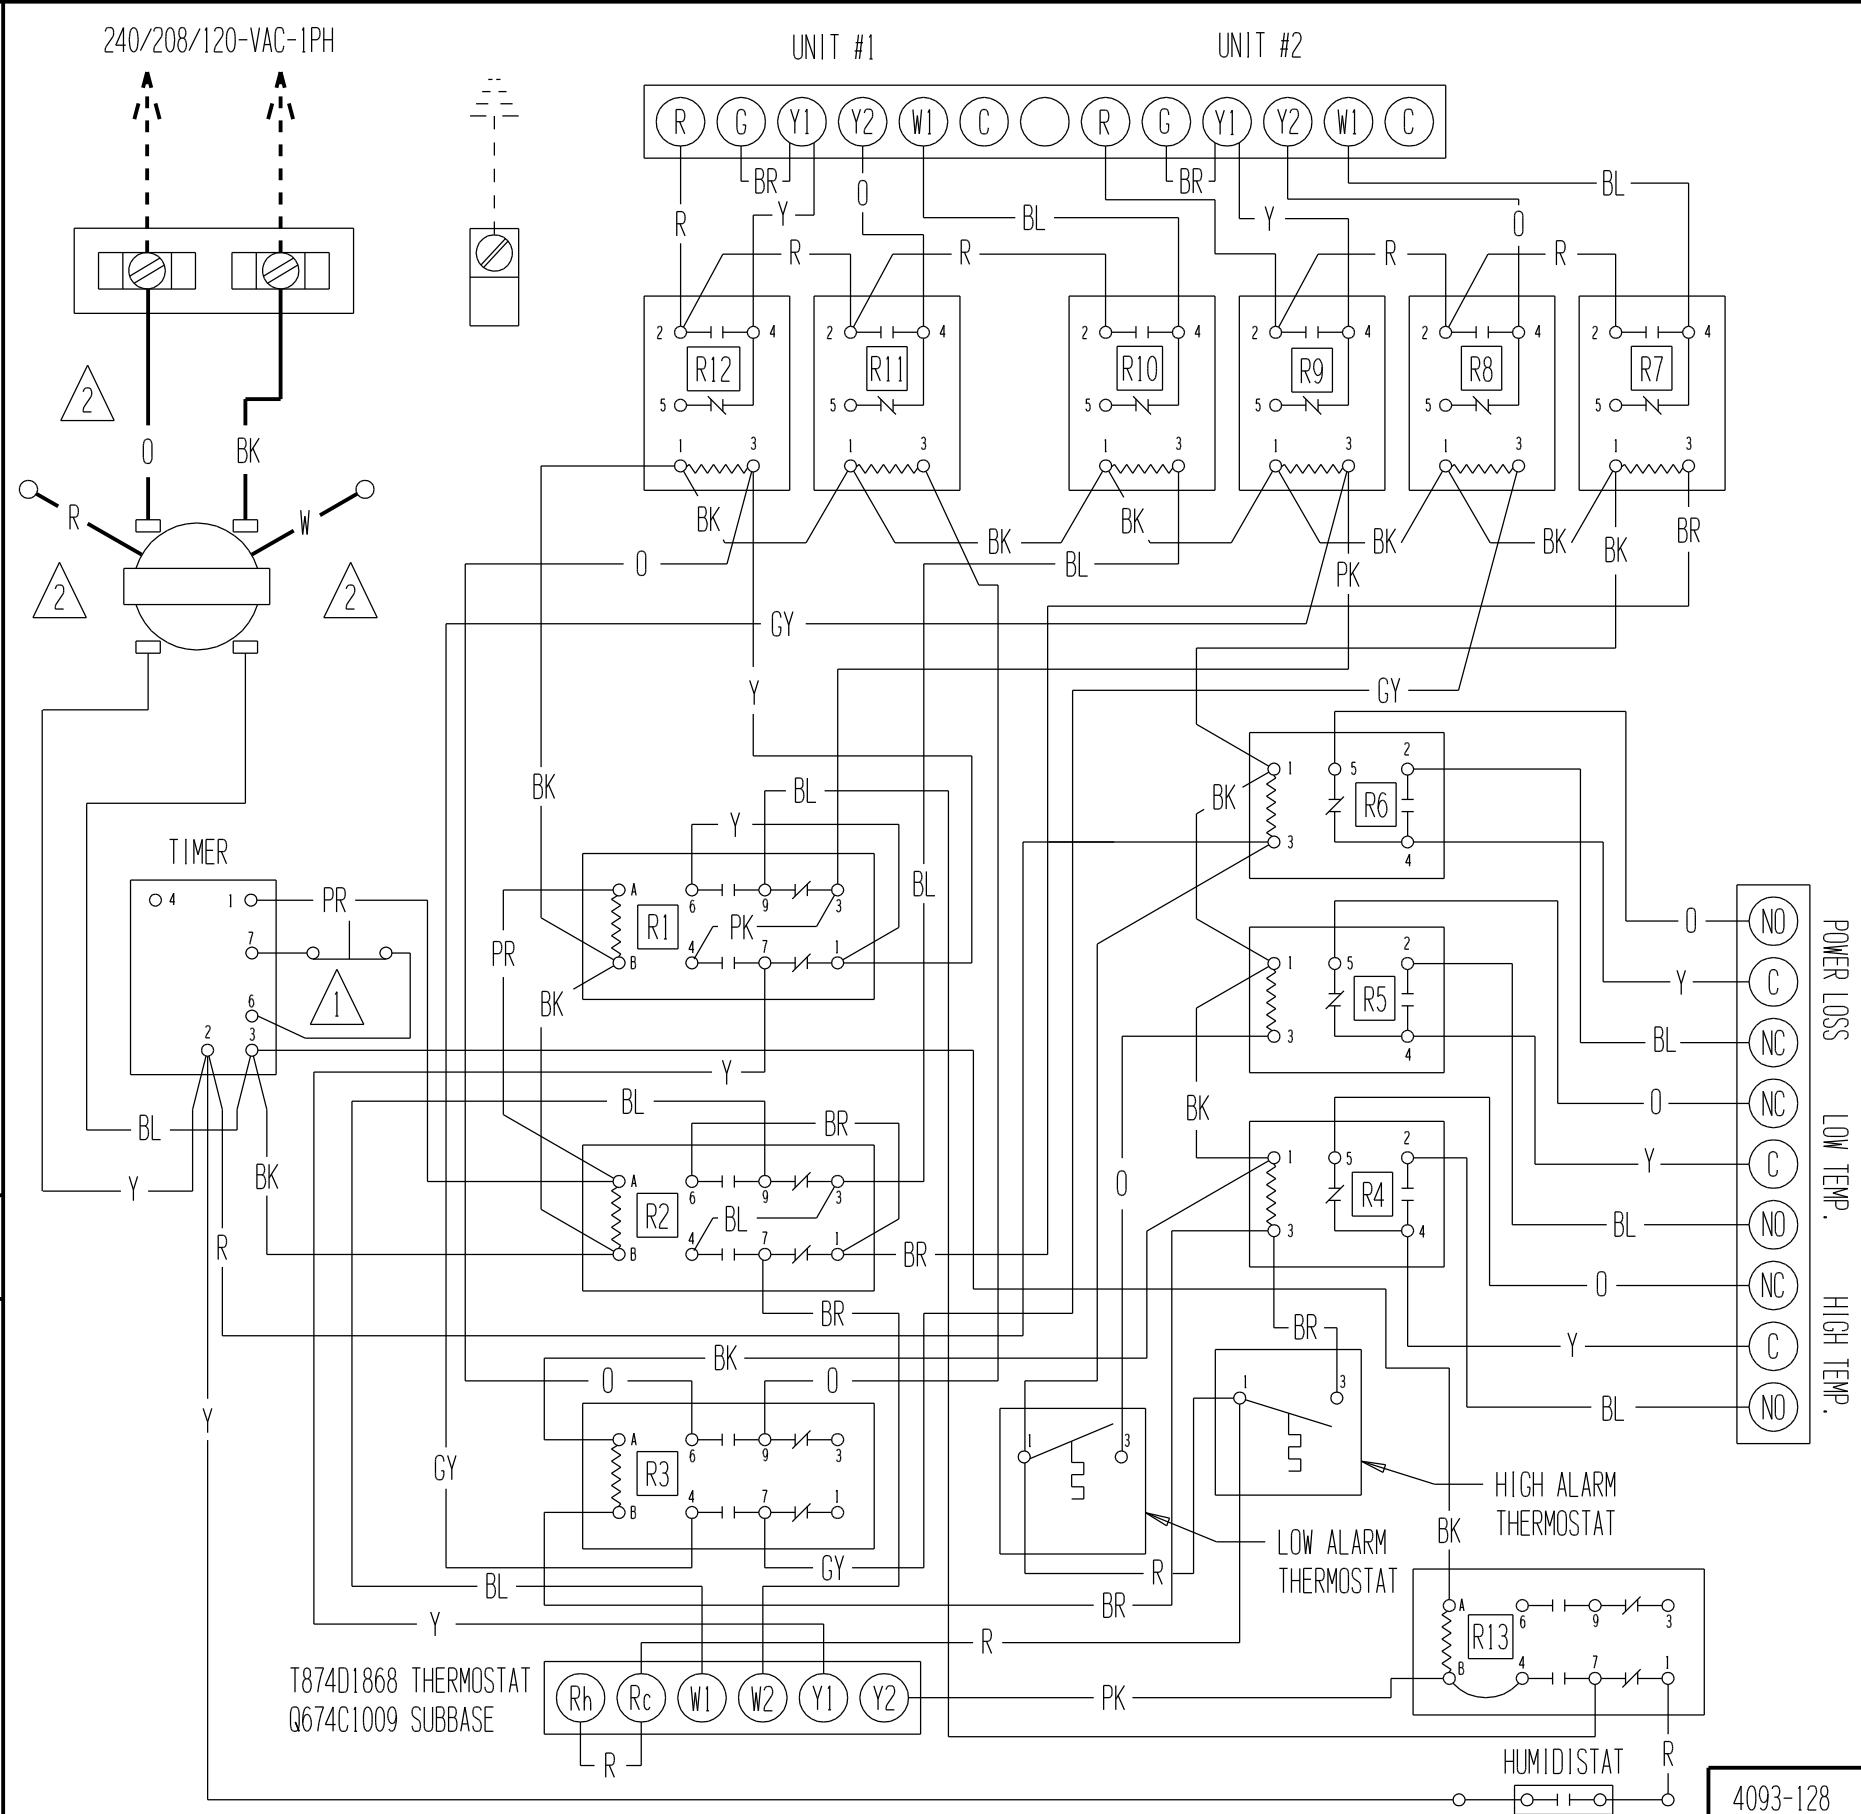 240/208/120-VAC-1PH
UNIT #1
UNIT #2
R G Y1 Y2 W1 C R G Y1 Y2 W1 C
BR Y O BL BR Y O BL
R R R R R
2 4 2 4 2 4 2 4 2 4 2 4
R12 R11 R10 R9 R8 R7
5 5 5 5 5 5
1 3 1 3 1 3 1 3 1 3 1 3
2
O BK
R W
2 2
BK BK BK BK BK BK BR
O BL PK
GY
Y GY
BK BL
Y
BK
1 5 2
R6
3 4
TIMER
4 1 PR
7
6 1
2 3
A 6 9 3
R1 PK
B 4 7 1
PR BK BL
Y
BL BR
1 5 2
R5
3 4
BK
O
BL BK
Y R
A 6 9 3
R2 BL
B 4 7 1
BR
BR
1 5 2
R4
3 4
NO O
C Y
NC BL
POWER LOSS
NC O
C Y
NO BL
LOW TEMP.
NC O
C Y
NO BL
HIGH TEMP.
BK
O O
BR
Y
GY
A 6 9 3
R3
B 4 7 1
GY
1 3
1 3
HIGH ALARM
THERMOSTAT
LOW ALARM
THERMOSTAT
R
BK
BL
BR
Y
R
T874D1868 THERMOSTAT
Q674C1009 SUBBASE
Rh Rc W1 W2 Y1 Y2
R
PK
A 6 9 3
R13
B 4 7 1
R
HUMIDISTAT
4093-128